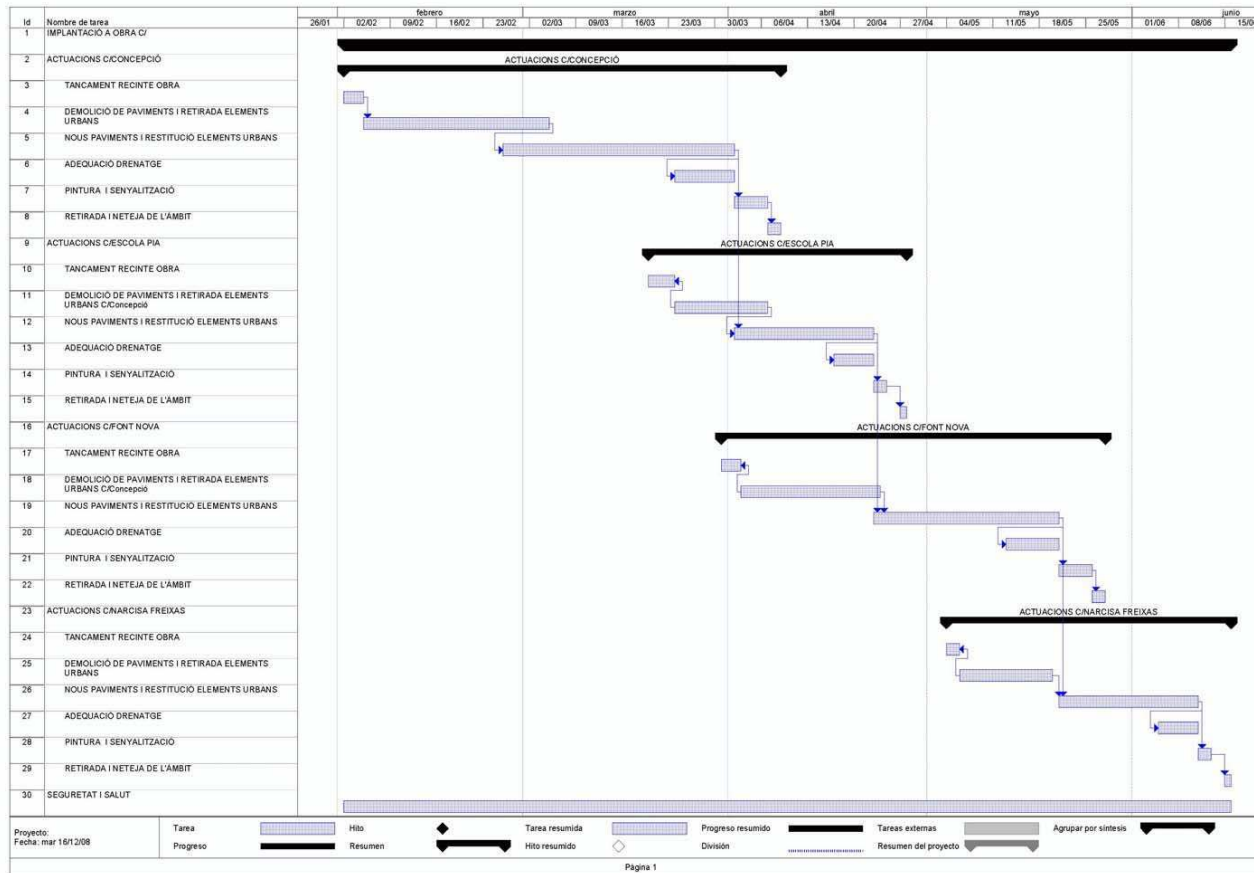 febrero marzo abril mayo junio
Id Nombre de tarea 26/01 02/02 09/02 16/02 23/02 02/03 09/03 16/03 23/03 30/03 06/04 13/04 20/04 27/04 04/05 11/05 18/05 25/05 01/06 08/06 15/0
1 IMPLANTACIÓ A OBRA C/
2 ACTUACIONS C/CONCEPCIÓ ACTUACIONS C/CONCEPCIÓ
3 TANCAMENT RECINTE OBRA
4 DEMOLICIÓ DE PAVIMENTS I RETIRADA ELEMENTS
URBANS
5 NOUS PAVIMENTS I RESTITUCIÓ ELEMENTS URBANS
6 ADEQUACIÓ DRENATGE
7 PINTURA I SENYALITZACIÓ
8 RETIRADA I NETEJA DE L'ÀMBIT
9 ACTUACIONS C/ESCOLA PIA ACTUACIONS C/ESCOLA PIA
10 TANCAMENT RECINTE OBRA
11 DEMOLICIÓ DE PAVIMENTS I RETIRADA ELEMENTS
URBANS C/Concepció
12 NOUS PAVIMENTS I RESTITUCIÓ ELEMENTS URBANS
13 ADEQUACIÓ DRENATGE
14 PINTURA I SENYALITZACIÓ
15 RETIRADA I NETEJA DE L'ÀMBIT
16 ACTUACIONS C/FONT NOVA ACTUACIONS C/FONT NOVA
17 TANCAMENT RECINTE OBRA
18 DEMOLICIÓ DE PAVIMENTS I RETIRADA ELEMENTS
URBANS C/Concepció
19 NOUS PAVIMENTS I RESTITUCIÓ ELEMENTS URBANS
20 ADEQUACIÓ DRENATGE
21 PINTURA I SENYALITZACIÓ
22 RETIRADA I NETEJA DE L'ÀMBIT
23 ACTUACIONS C/NARCISA FREIXAS ACTUACIONS C/NARCISA FREIXAS
24 TANCAMENT RECINTE OBRA
25 DEMOLICIÓ DE PAVIMENTS I RETIRADA ELEMENTS
URBANS
26 NOUS PAVIMENTS I RESTITUCIÓ ELEMENTS URBANS
27 ADEQUACIÓ DRENATGE
28 PINTURA I SENYALITZACIÓ
29 RETIRADA I NETEJA DE L'ÀMBIT
30 SEGURETAT I SALUT
Proyecto:
Fecha: mar 16/12/08
Tarea Hito Tarea resumida Progreso resumido Tareas externas Agrupar por síntesis
Progreso Resumen Hito resumido División Resumen del proyecto
Página 1